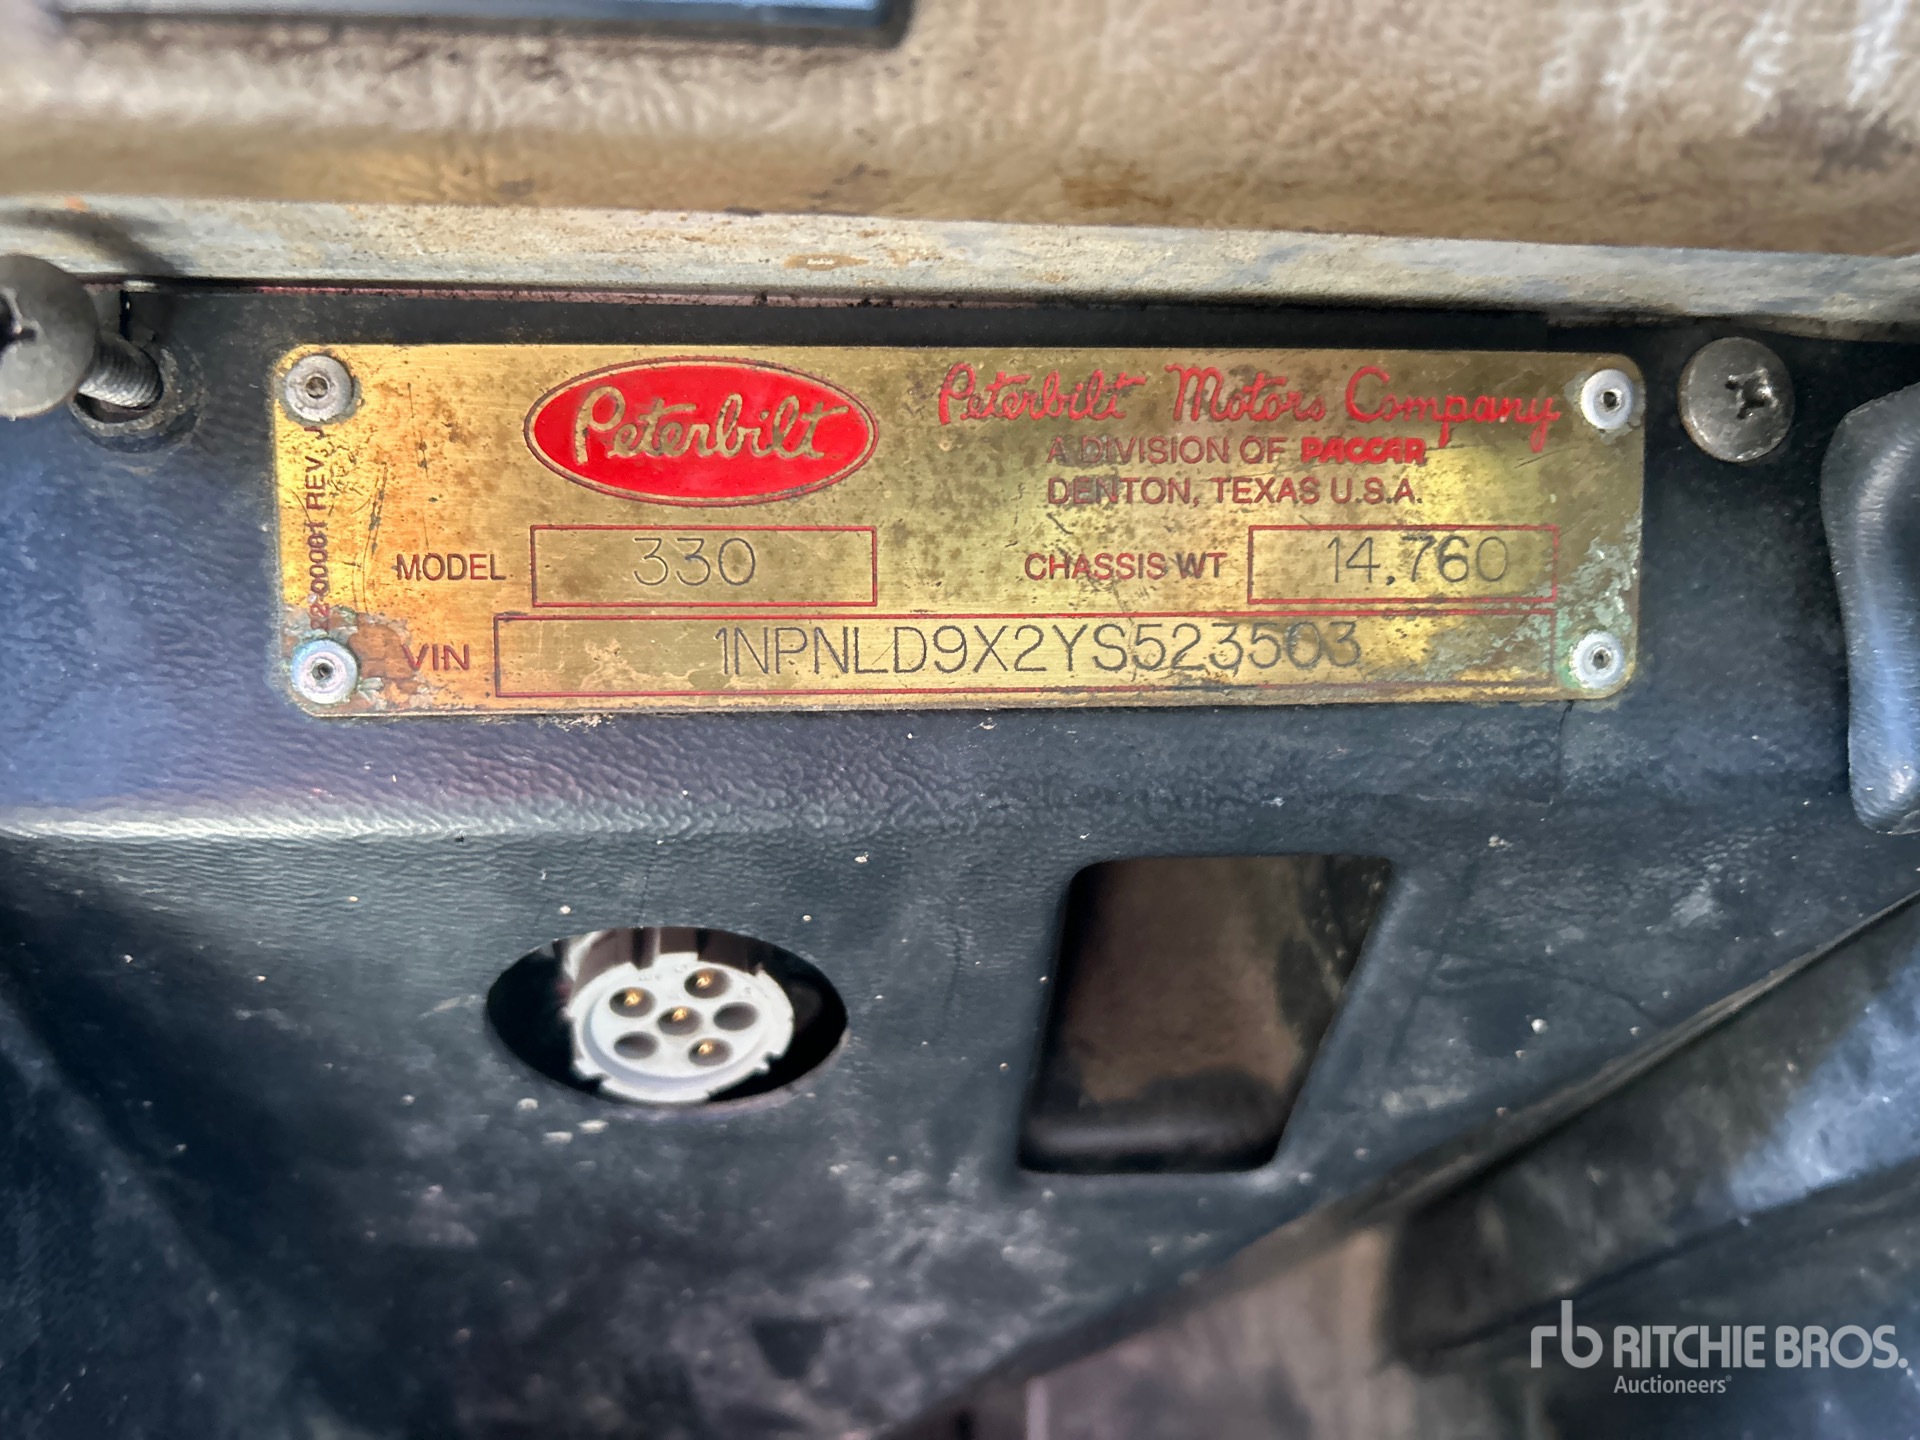 Peterbilt
Peterbilt Motors Company
A DIVISION OF PACCAR
DENTON, TEXAS U.S.A.
MODEL 330 CHASSIS WT 14,760
VIN 1NPNLD9X2YS523503
REV. J
rb RITCHIE BROS.
Auctioneers